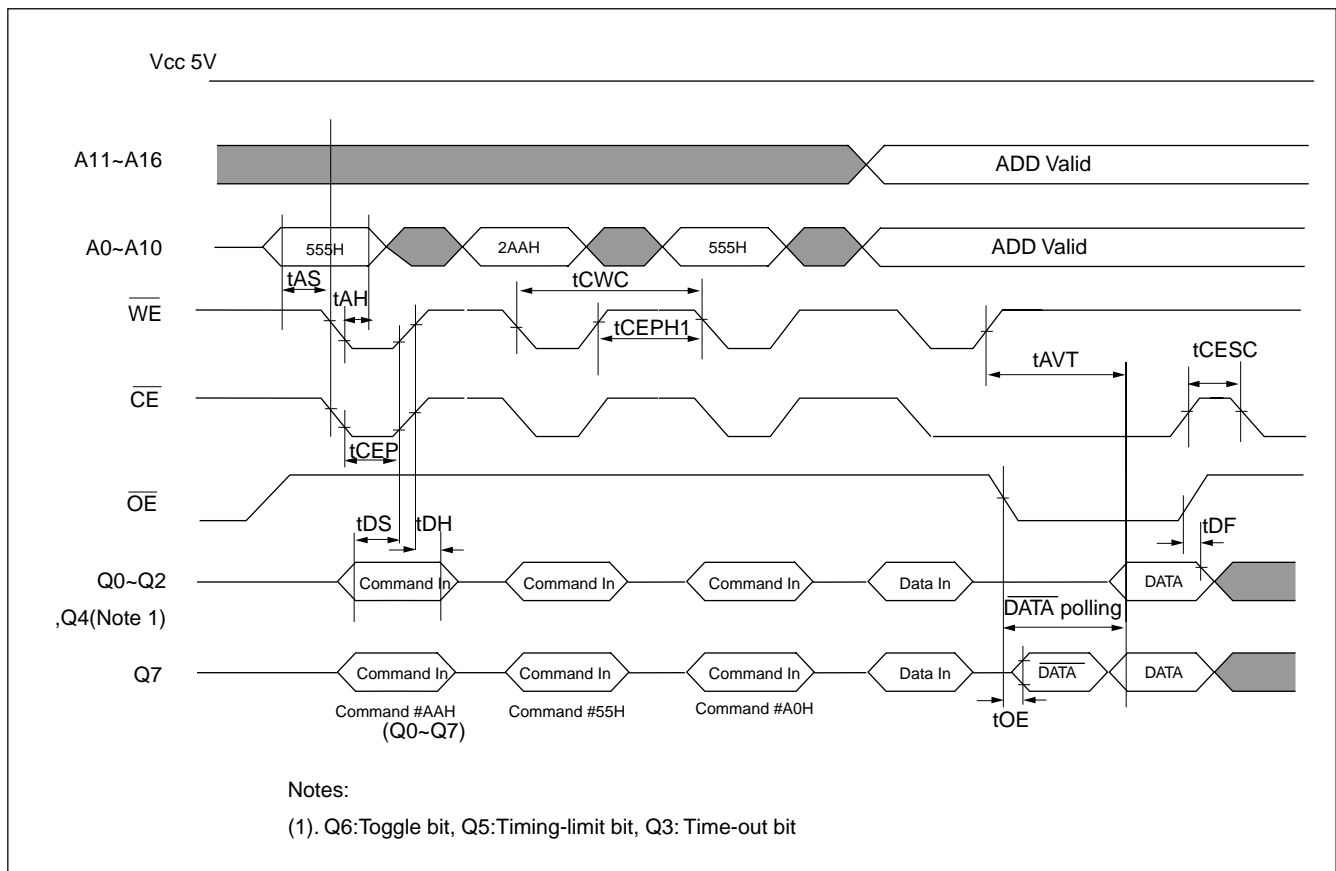 Vcc 5V
A11~A16
ADD Valid
A0~A10
555H
2AAH
555H
ADD Valid
tAS
tAH
tCWC
WE
tCEPH1
tAVT
tCESC
CE
tCEP
OE
tDS
tDH
tDF
Q0~Q2
Command In
Command In
Command In
Data In
DATA
,Q4(Note 1)
DATA polling
Q7
Command In
Command In
Command In
Data In
DATA
DATA
Command #AAH
Command #55H
Command #A0H
(Q0~Q7)
tOE
Notes:
(1). Q6:Toggle bit, Q5:Timing-limit bit, Q3: Time-out bit